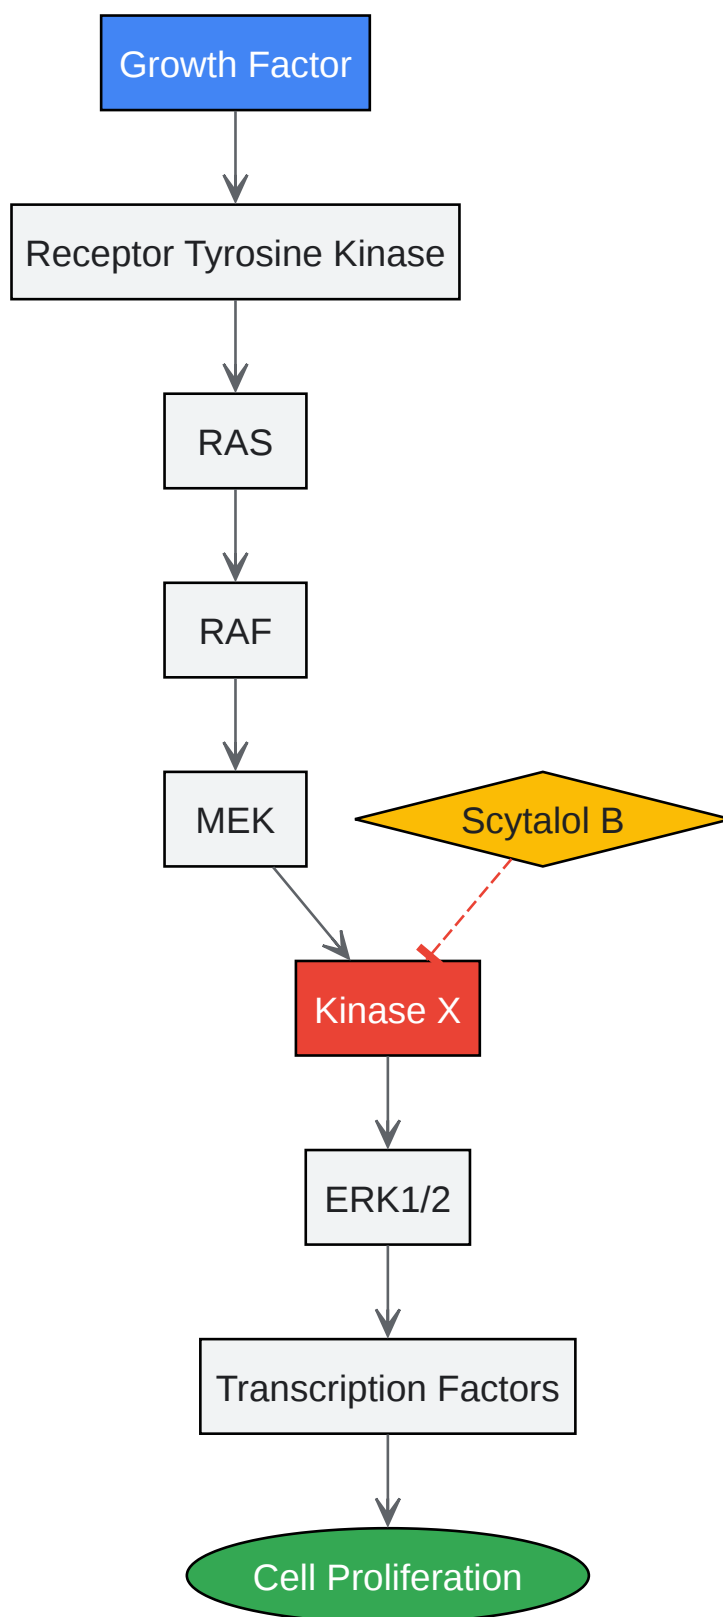 Growth Factor
Receptor Tyrosine Kinase
RAS
RAF
MEK
Scytalol B
Kinase X
ERK1/2
Transcription Factors
Cell Proliferation